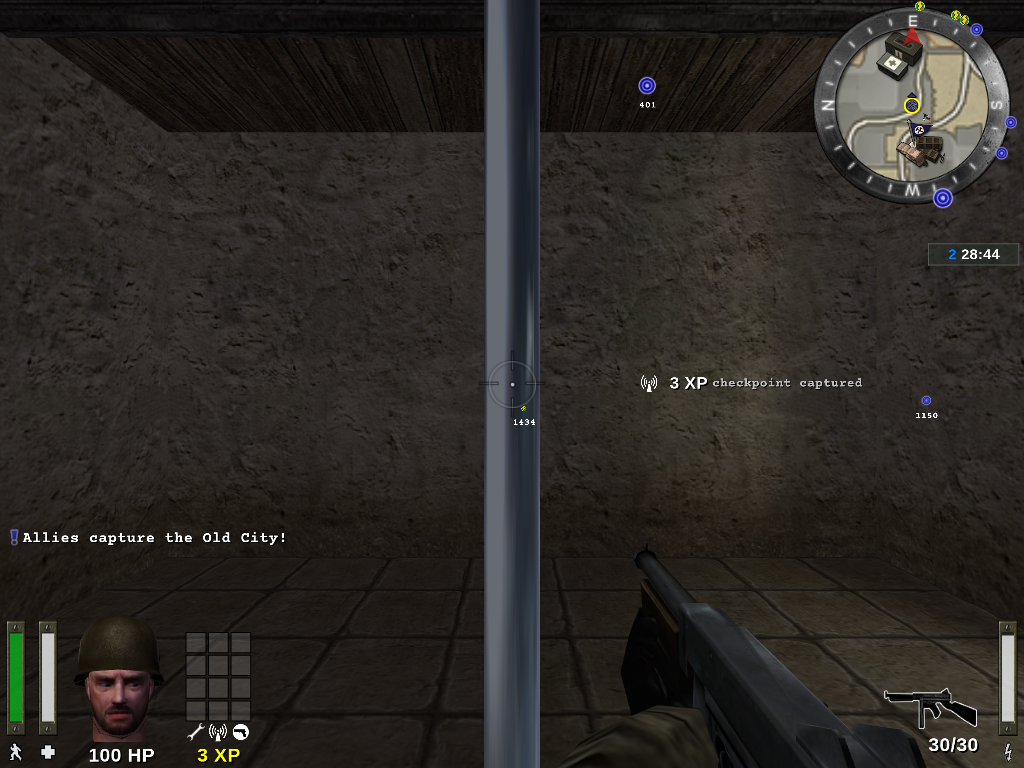 E
N
S
W
401
2 28:44
3 XP checkpoint captured
1150
1434
Allies capture the Old City!
100 HP
3 XP
30/30